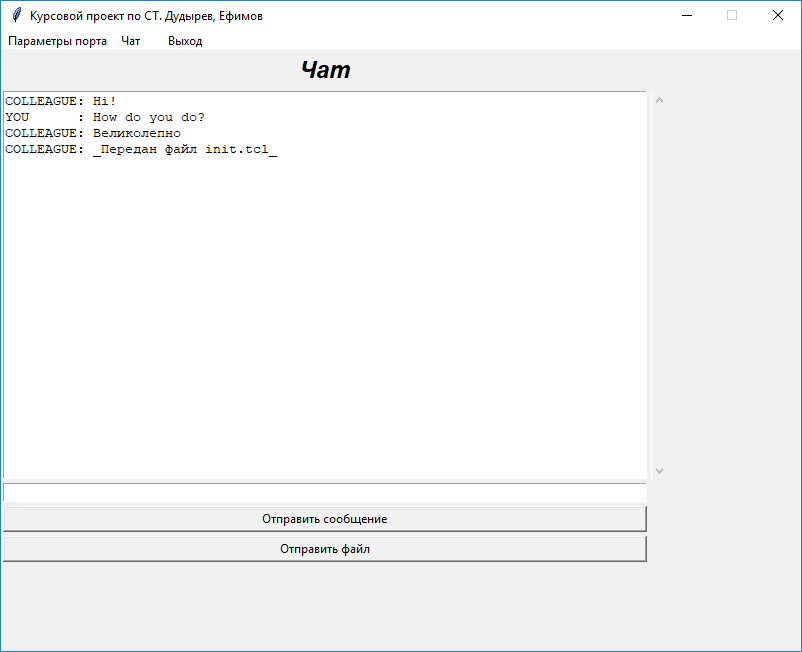 Курсовой проект по СТ. Дудырев, Ефимов
Параметры порта Чат Выход
Чат
COLLEAGUE: Hi!
YOU      : How do you do?
COLLEAGUE: Великолепно
COLLEAGUE: _Передан файл init.tcl_
Отправить сообщение
Отправить файл